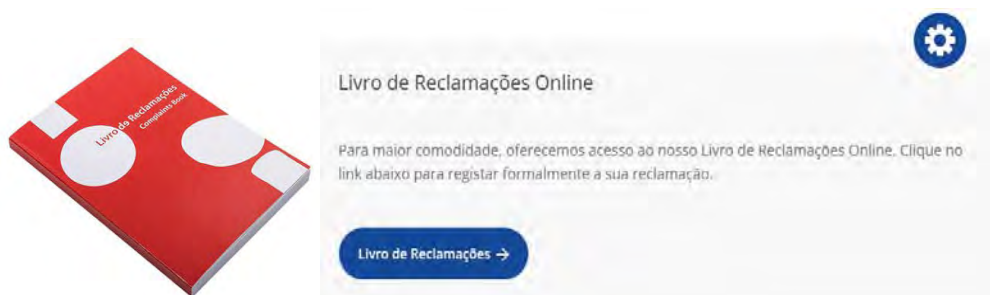 Livro de Reclamações
Complaints Book
Livro de Reclamações Online
Para maior comodidade, oferecemos acesso ao nosso Livro de Reclamações Online. Clique no
link abaixo para registar formalmente a sua reclamação.
Livro de Reclamações →